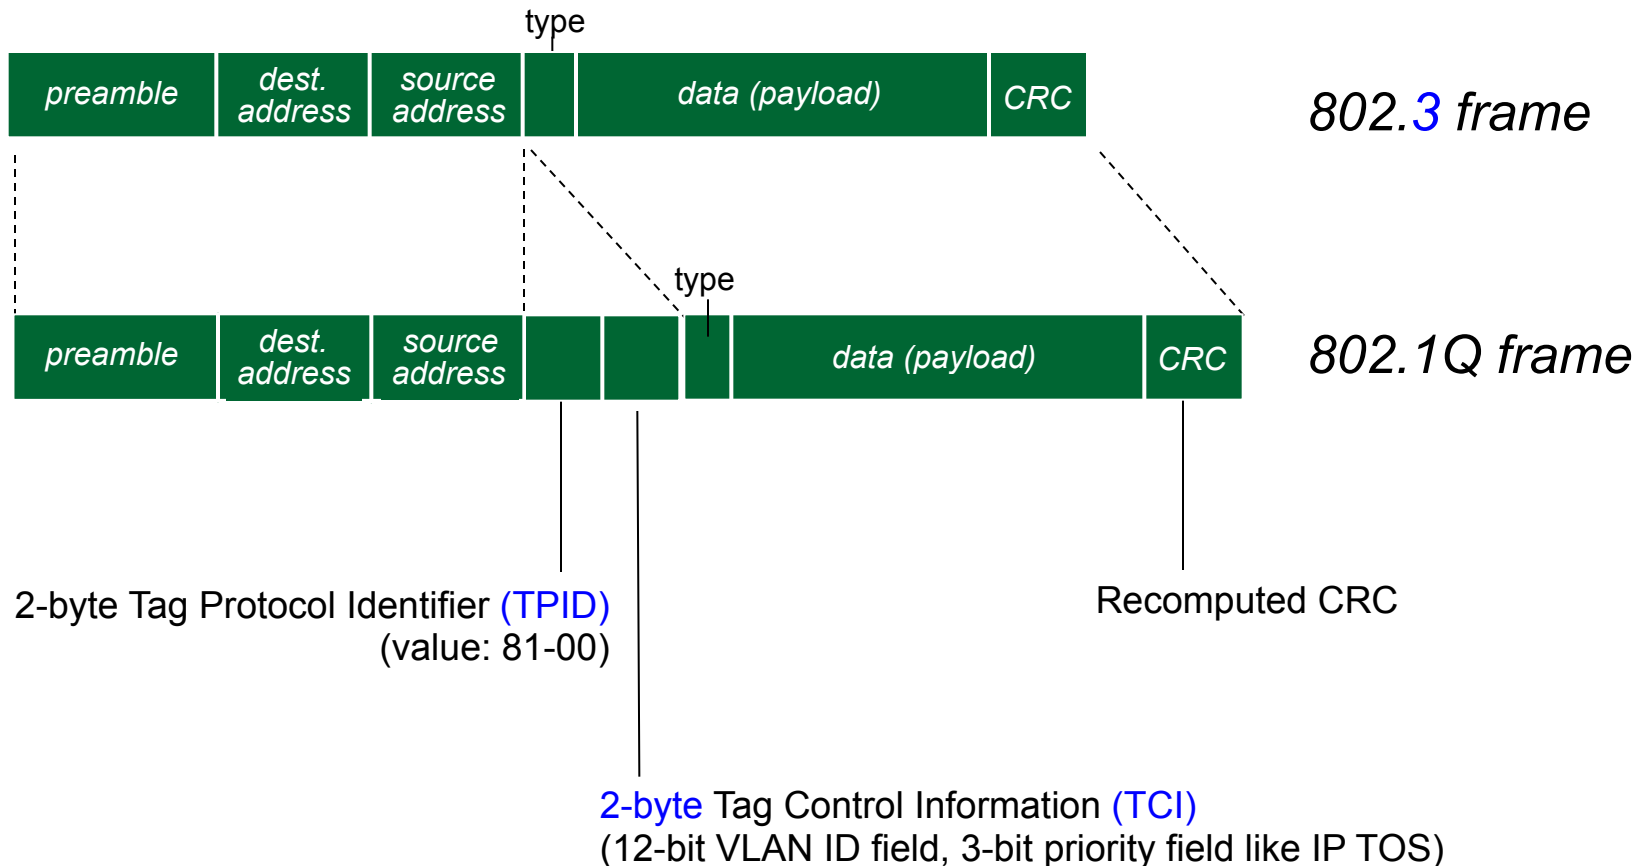 type
preamble
dest.
address
source
address
data (payload)
CRC
802.3 frame
type
preamble
dest.
address
source
address
data (payload)
CRC
802.1Q frame
2-byte Tag Protocol Identifier (TPID)
(value: 81-00)
Recomputed CRC
2-byte Tag Control Information (TCI)
(12-bit VLAN ID field, 3-bit priority field like IP TOS)